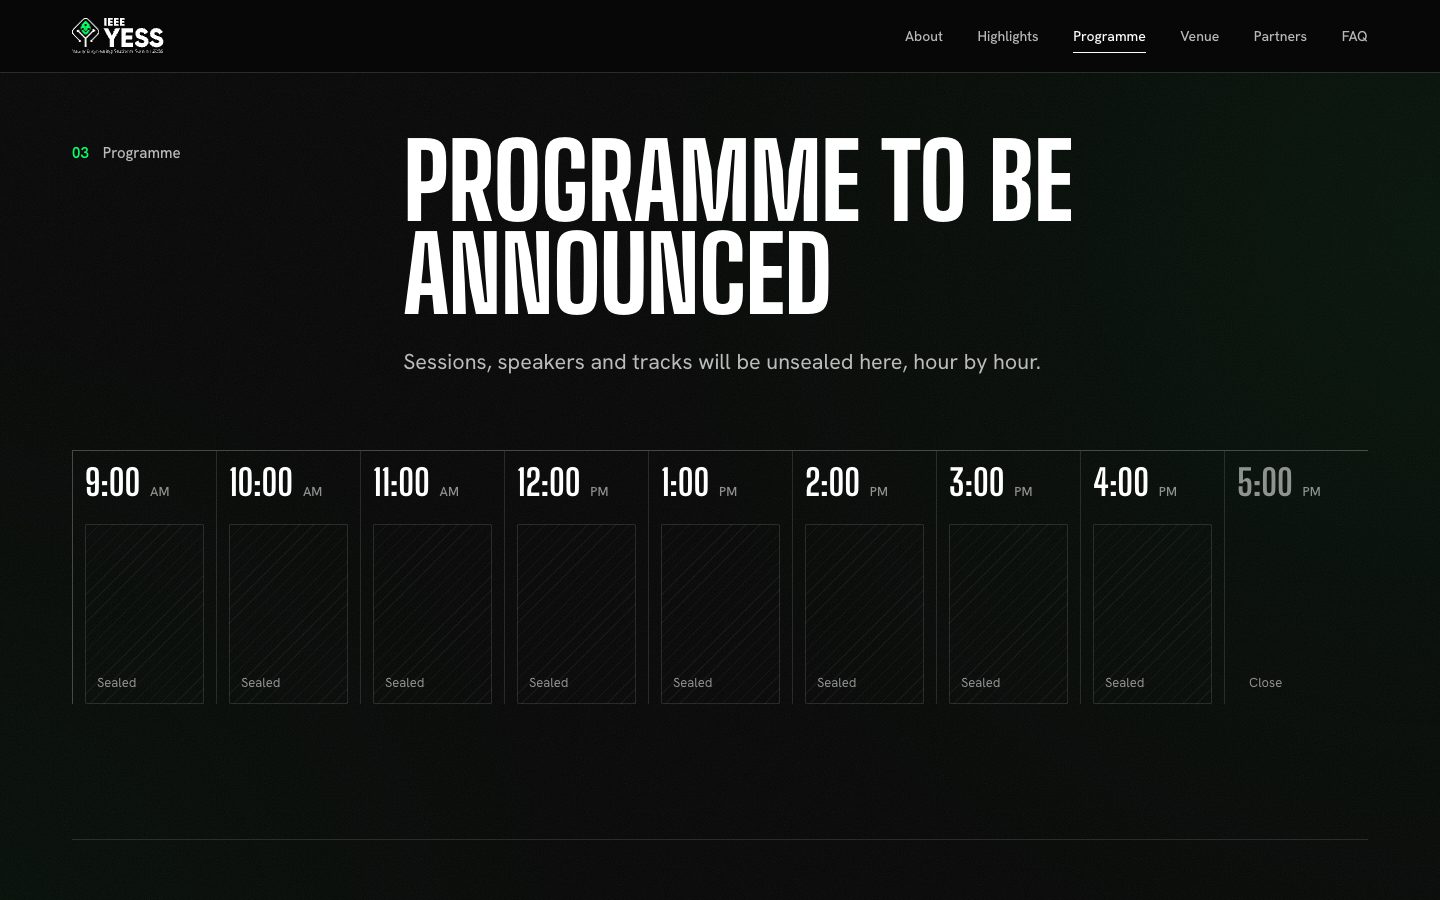 IEEE
YESS
About Highlights Programme Venue Partners FAQ
03 Programme
PROGRAMME TO BE
ANNOUNCED
Sessions, speakers and tracks will be unsealed here, hour by hour.
9:00 AM 10:00 AM 11:00 AM 12:00 PM 1:00 PM 2:00 PM 3:00 PM 4:00 PM 5:00 PM
Sealed Sealed Sealed Sealed Sealed Sealed Sealed Sealed Close